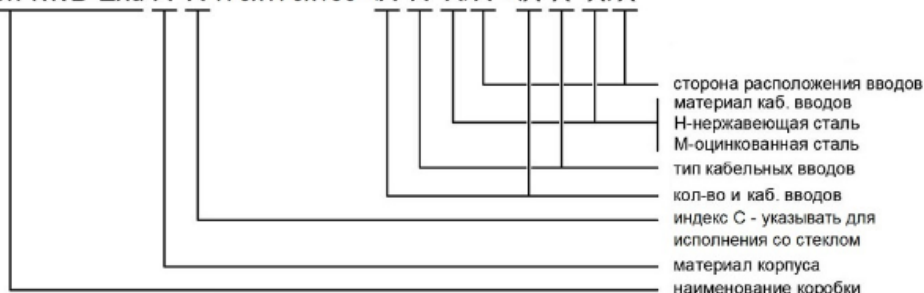 сторона расположения вводов
материал каб. вводов
Н-нержавеющая сталь
М-оцинкованная сталь
тип кабельных вводов
кол-во и каб. вводов
индекс С - указывать для
исполнения со стеклом
материал корпуса
наименование коробки